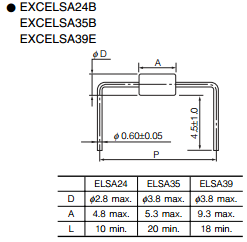 ● EXCELSA24B
EXCELSA35B
EXCELSA39E
φD
A
φ0.60±0.05
4.5±1.0
P
ELSA24 ELSA35 ELSA39
D φ2.8 max. φ3.8 max. φ3.8 max.
A 4.8 max. 5.3 max. 9.3 max.
L 10 min. 20 min. 18 min.